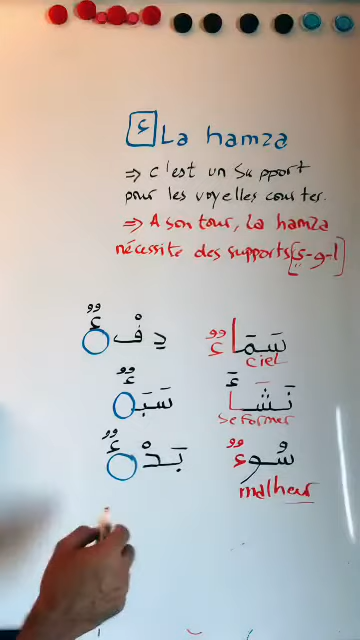 ء La hamza
⇒ c'est un support
pour les voyelles courtes.
⇒ A son tour, la hamza
nécessite des supports [ي-و-ا]
سَمَاءٌ دِفْءٌ
ciel
نَشَأَ سَبَـءٌ
se former
سُوءٌ بَدْءٌ
malheur